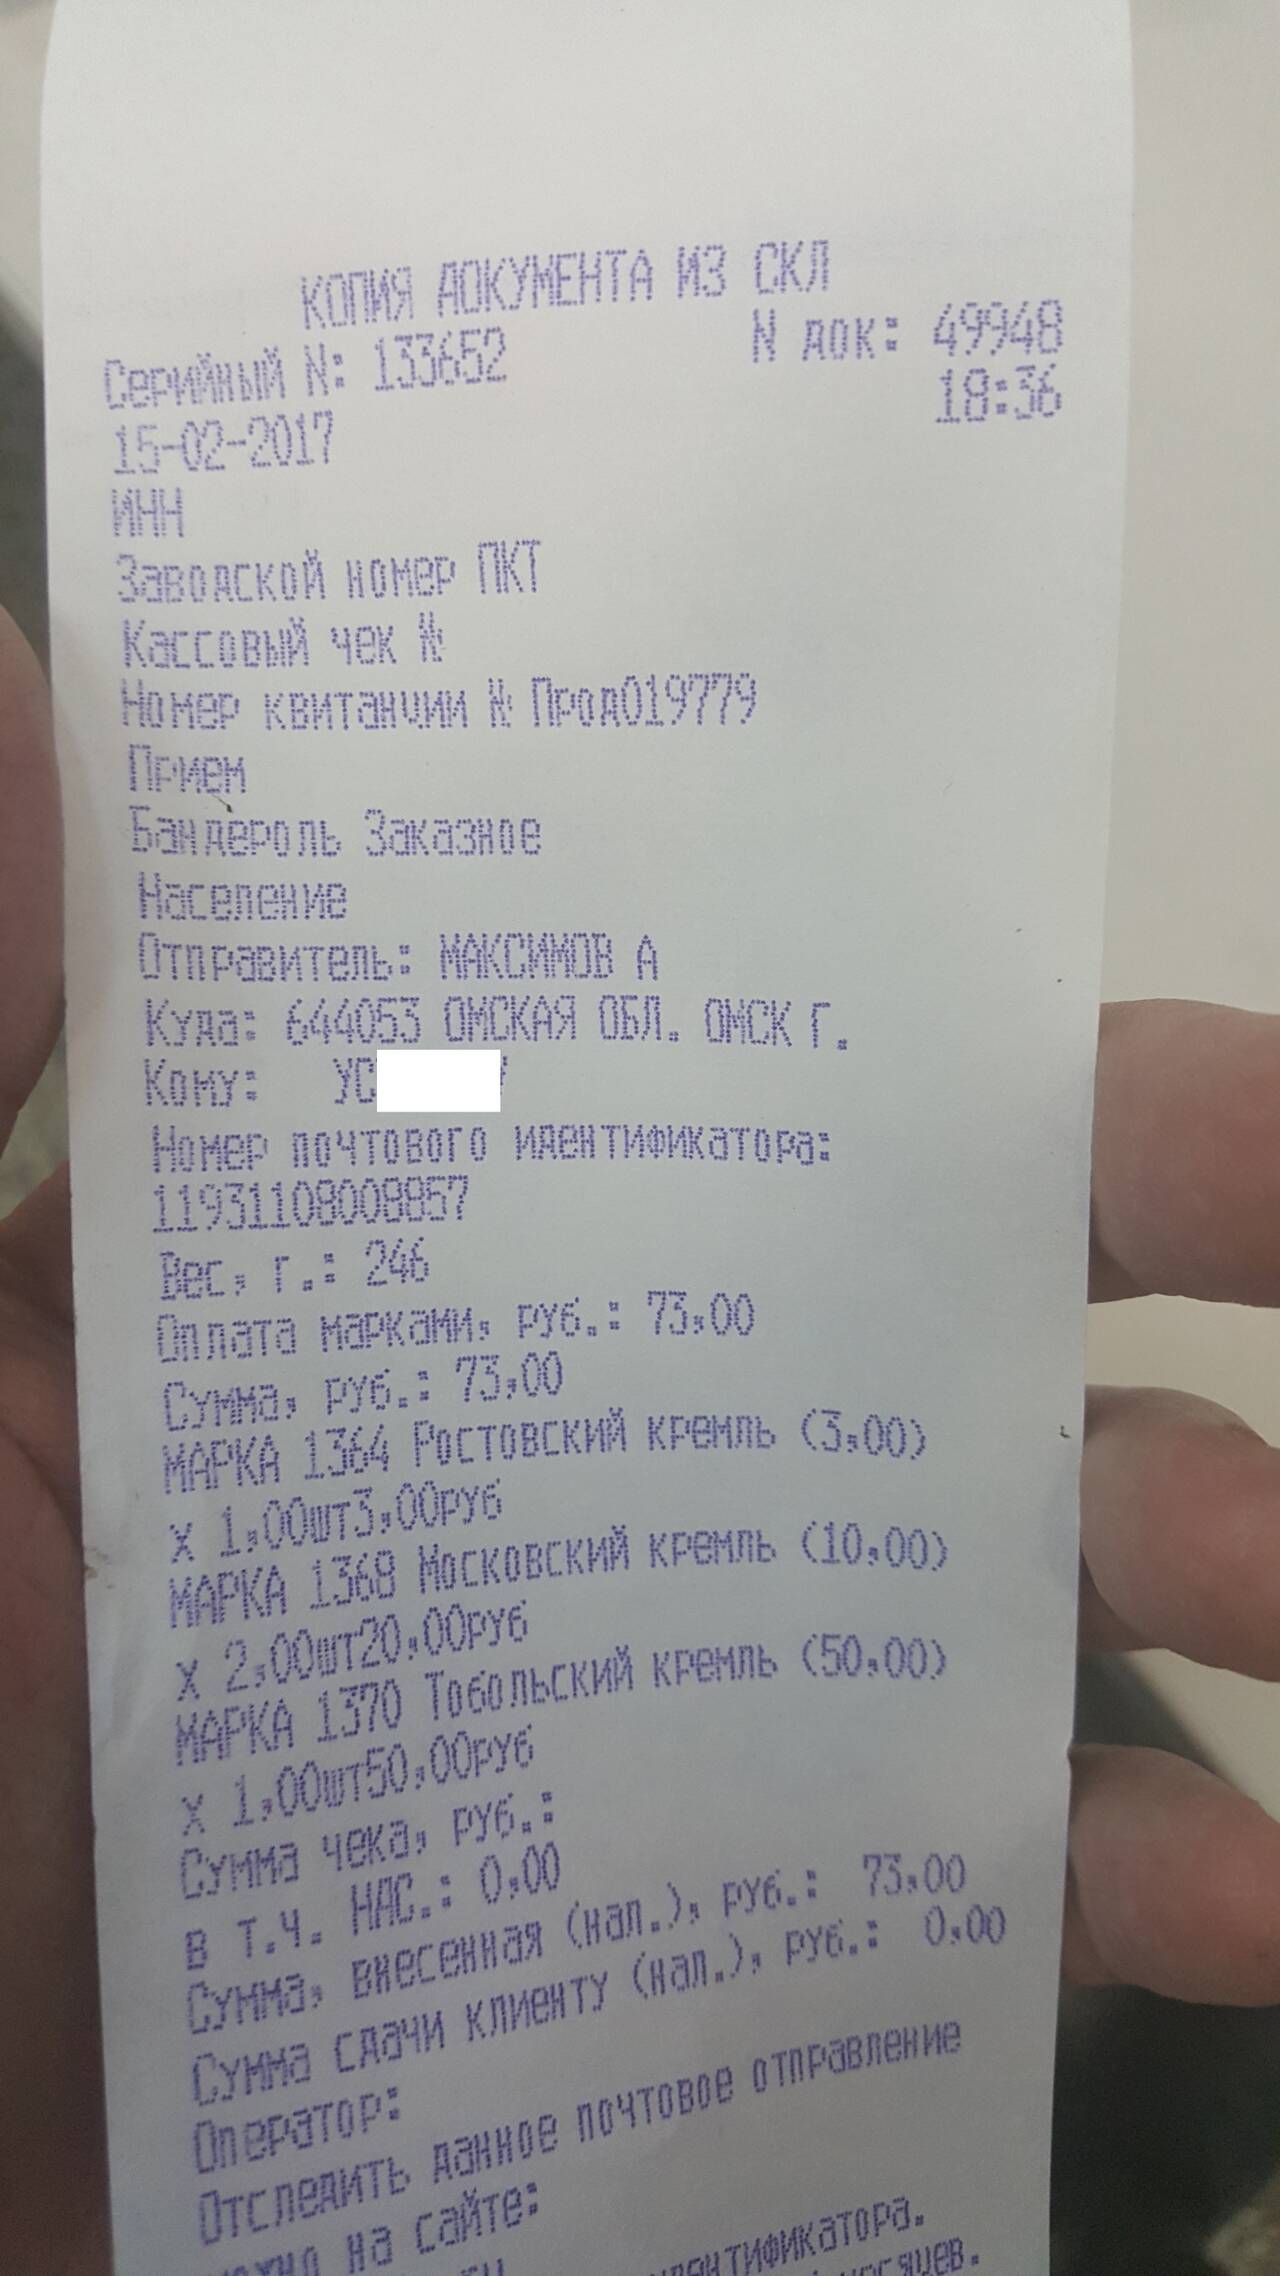 КОПИЯ ДОКУМЕНТА ИЗ СКЛ
Серийный N: 133652 N док: 49948
15-02-2017 18:36
ИНН
Заводской номер ПКТ
Кассовый чек №
Номер квитанции № Прод019779
Прием
Бандероль Заказное
Население
Отправитель: МАКСИМОВ А
Куда: 644053 ОМСКАЯ ОБЛ. ОМСК Г.
Кому: УС
Номер почтового идентификатора:
11931108008857
Вес, г.: 246
Оплата марками, руб.: 73,00
Сумма, руб.: 73,00
МАРКА 1364 Ростовский кремль (3,00)
х 1,00шт3,00руб
МАРКА 1368 Московский кремль (10,00)
х 2,00шт20,00руб
МАРКА 1370 Тобольский кремль (50,00)
х 1,00шт50,00руб
Сумма чека, руб.:
в т.ч. НДС.: 0,00
Сумма, внесенная (нал.), руб.: 73,00
Сумма сдачи клиенту (нал.), руб.: 0,00
Оператор:
Отследить данное почтовое отправление
можно на сайте:
идентификатора.
месяцев.